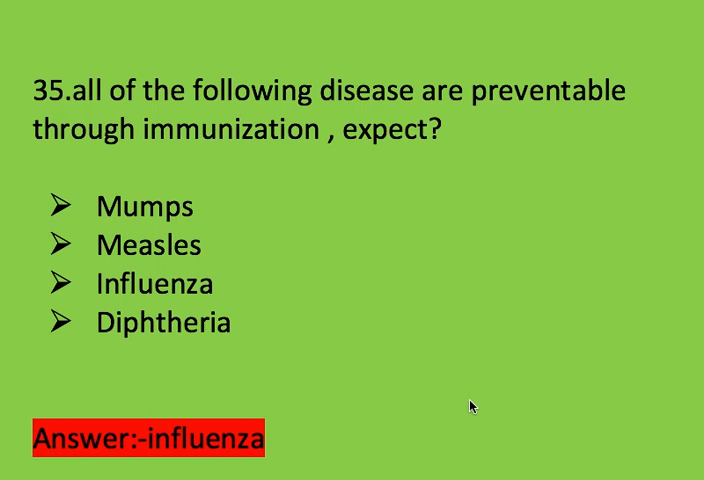 35.all of the following disease are preventable
through immunization , expect?
➢ Mumps
➢ Measles
➢ Influenza
➢ Diphtheria
Answer:-influenza